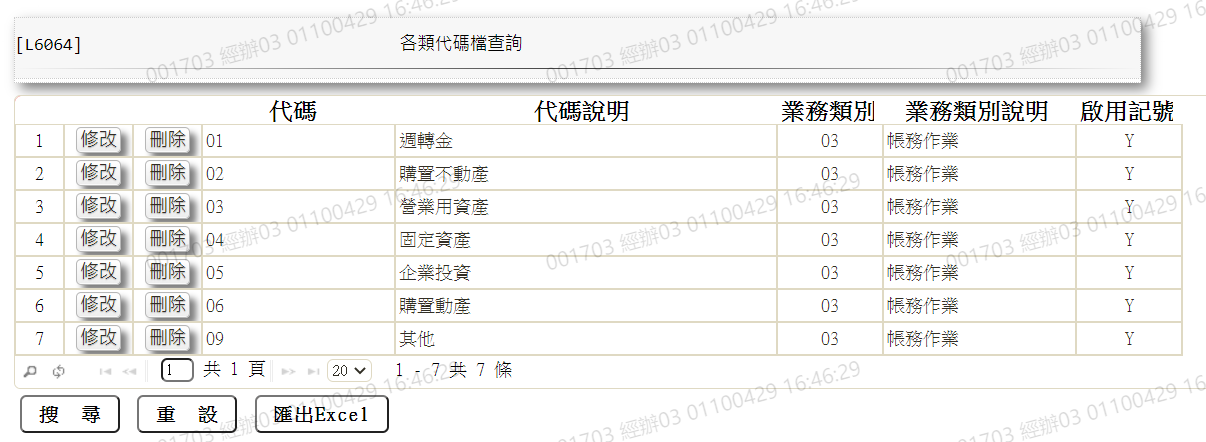 [L6064] 各類代碼檔查詢
代碼 代碼說明 業務類別 業務類別說明 啟用記號
1 修改 刪除 01 週轉金 03 帳務作業 Y
2 修改 刪除 02 購置不動產 03 帳務作業 Y
3 修改 刪除 03 營業用資產 03 帳務作業 Y
4 修改 刪除 04 固定資產 03 帳務作業 Y
5 修改 刪除 05 企業投資 03 帳務作業 Y
6 修改 刪除 06 購置動產 03 帳務作業 Y
7 修改 刪除 09 其他 03 帳務作業 Y
1 共 1 頁 20 1 - 7 共 7 條
搜 尋 重 設 匯出Excel
001703 經辦03 01100429 16:46:29